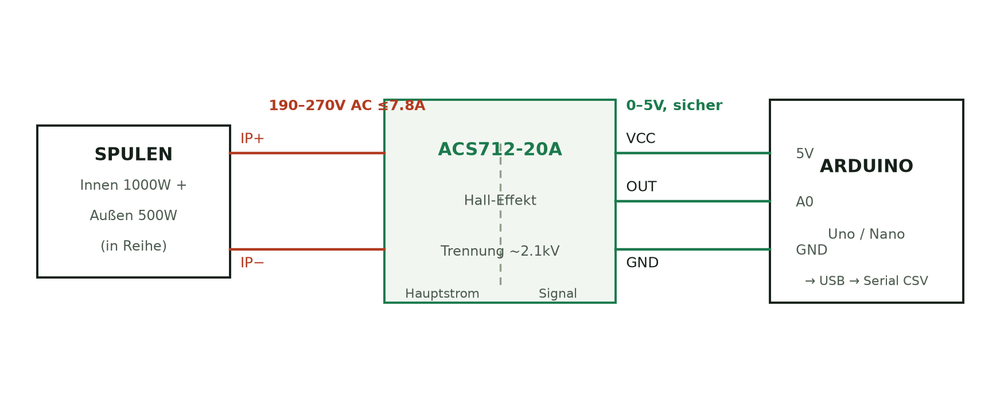 190–270V AC ≤7.8A
0–5V, sicher
SPULEN
Innen 1000W +
Außen 500W
(in Reihe)
IP+
IP−
ACS712-20A
Hall-Effekt
Trennung ~2.1kV
Hauptstrom
Signal
VCC
OUT
GND
5V
ARDUINO
A0
Uno / Nano
GND
→ USB → Serial CSV